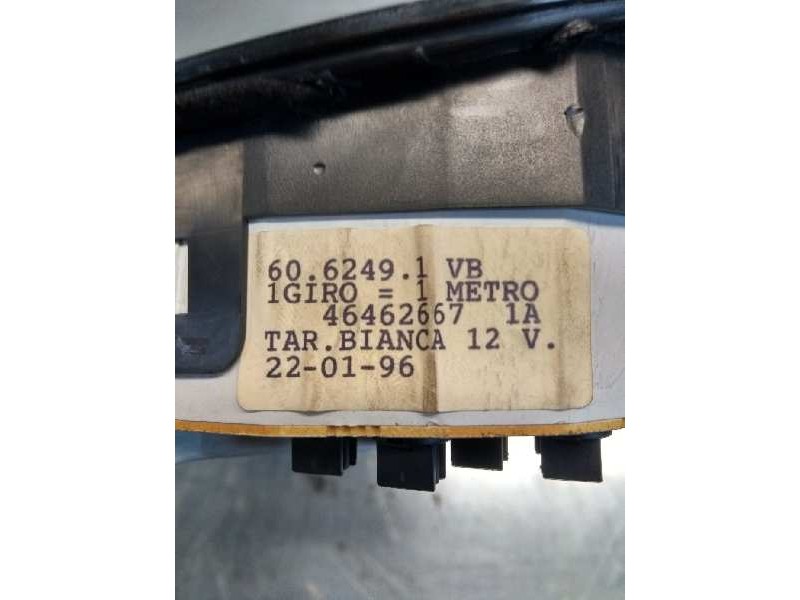 60.6249.1 VB
1GIRO = 1 METRO
46462667 1A
TAR.BIANCA 12 V.
22-01-96